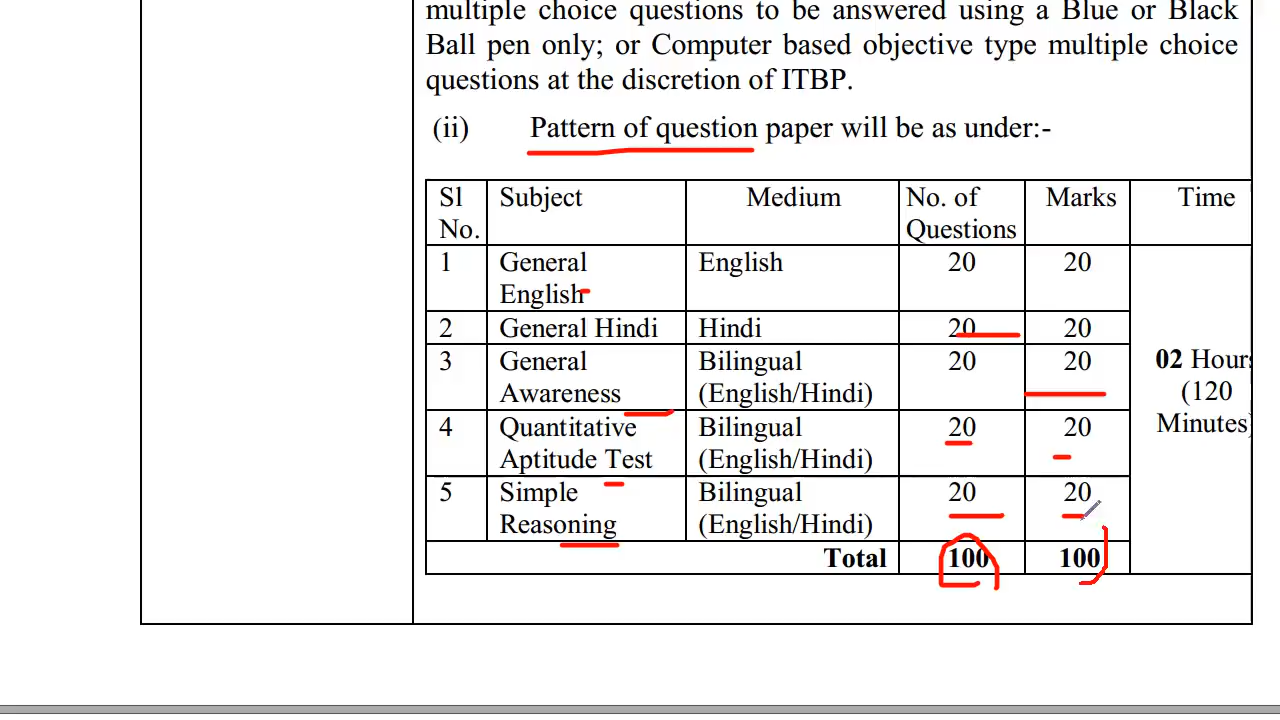 multiple choice questions to be answered using a Blue or Black
Ball pen only; or Computer based objective type multiple choice
questions at the discretion of ITBP.
(ii) Pattern of question paper will be as under:-
Sl No. Subject Medium No. of Questions Marks Time
1 General English English 20 20
2 General Hindi Hindi 20 20
3 General Awareness Bilingual (English/Hindi) 20 20
02 Hours (120 Minutes)
4 Quantitative Aptitude Test Bilingual (English/Hindi) 20 20
5 Simple Reasoning Bilingual (English/Hindi) 20 20
Total 100 100